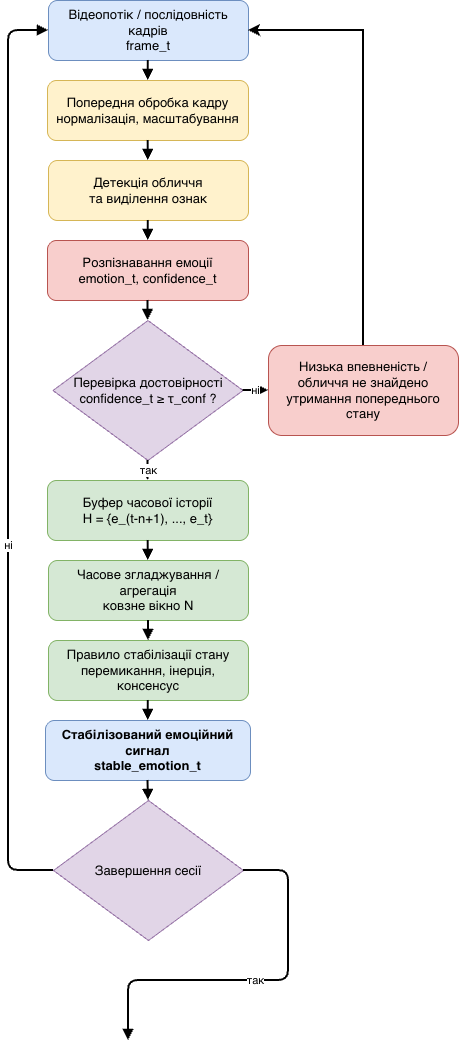 Відеопотік / послідовність
кадрів
frame_t
Попередня обробка кадру
нормалізація, масштабування
Детекція обличчя
та виділення ознак
Розпізнавання емоції
emotion_t, confidence_t
Перевірка достовірності
confidence_t ≥ τ_conf ?
ні
Низька впевненість /
обличчя не знайдено
утримання попереднього
стану
так
Буфер часової історії
H = {e_(t-n+1), ..., e_t}
Часове згладжування /
агрегація
ковзне вікно N
Правило стабілізації стану
перемикання, інерція,
консенсус
Стабілізований емоційний
сигнал
stable_emotion_t
Завершення сесії
ні
так